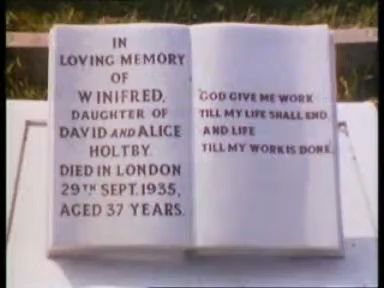 IN
LOVING MEMORY
OF
WINIFRED,
DAUGHTER OF
DAVID AND ALICE
HOLTBY.
DIED IN LONDON
29TH SEPT. 1935,
AGED 37 YEARS.
GOD GIVE ME WORK
TILL MY LIFE SHALL END
AND LIFE
TILL MY WORK IS DONE.